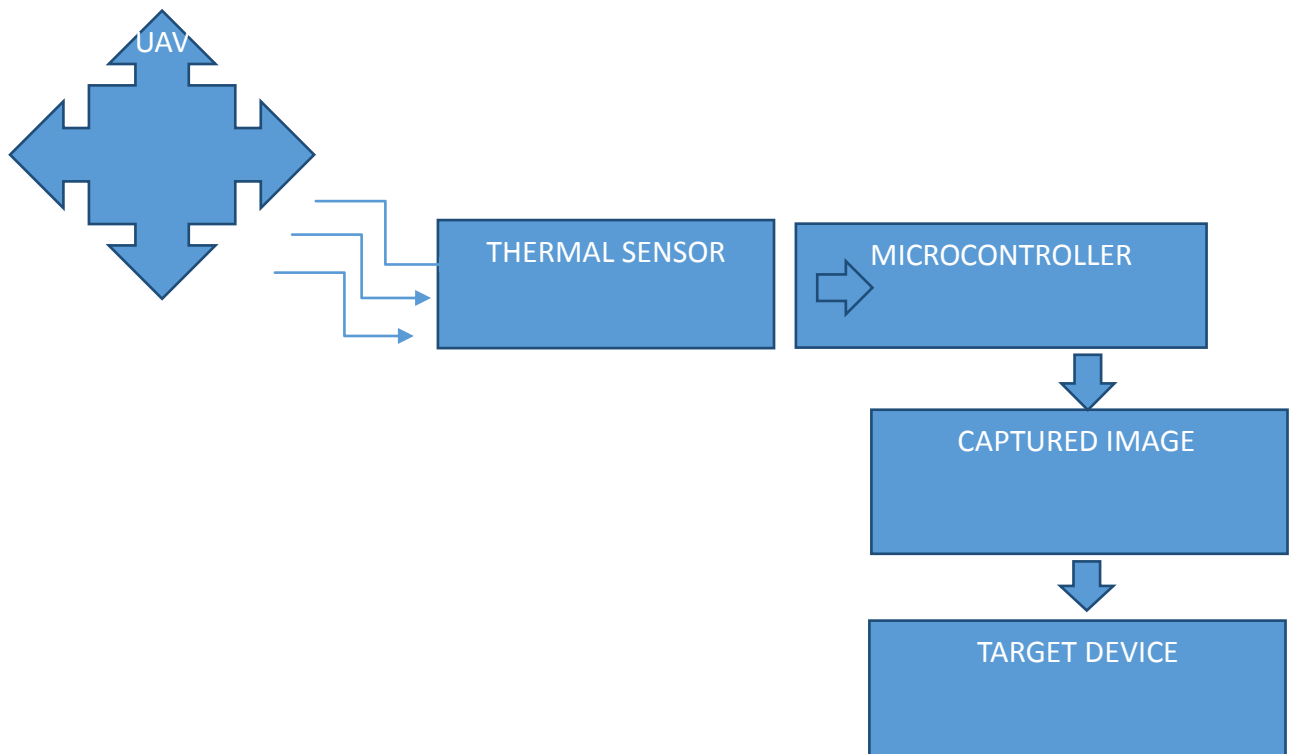 UAV
THERMAL SENSOR
MICROCONTROLLER
CAPTURED IMAGE
TARGET DEVICE